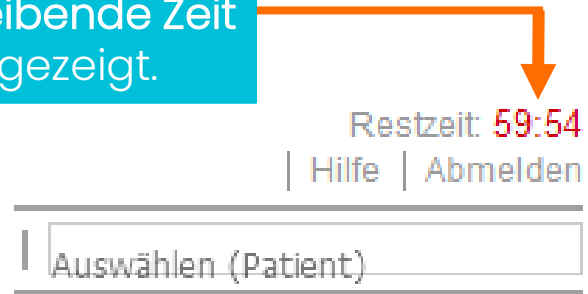 eibende Zeit
gezeigt.
Restzeit: 59:54
| Hilfe | Abmelden
Auswählen (Patient)